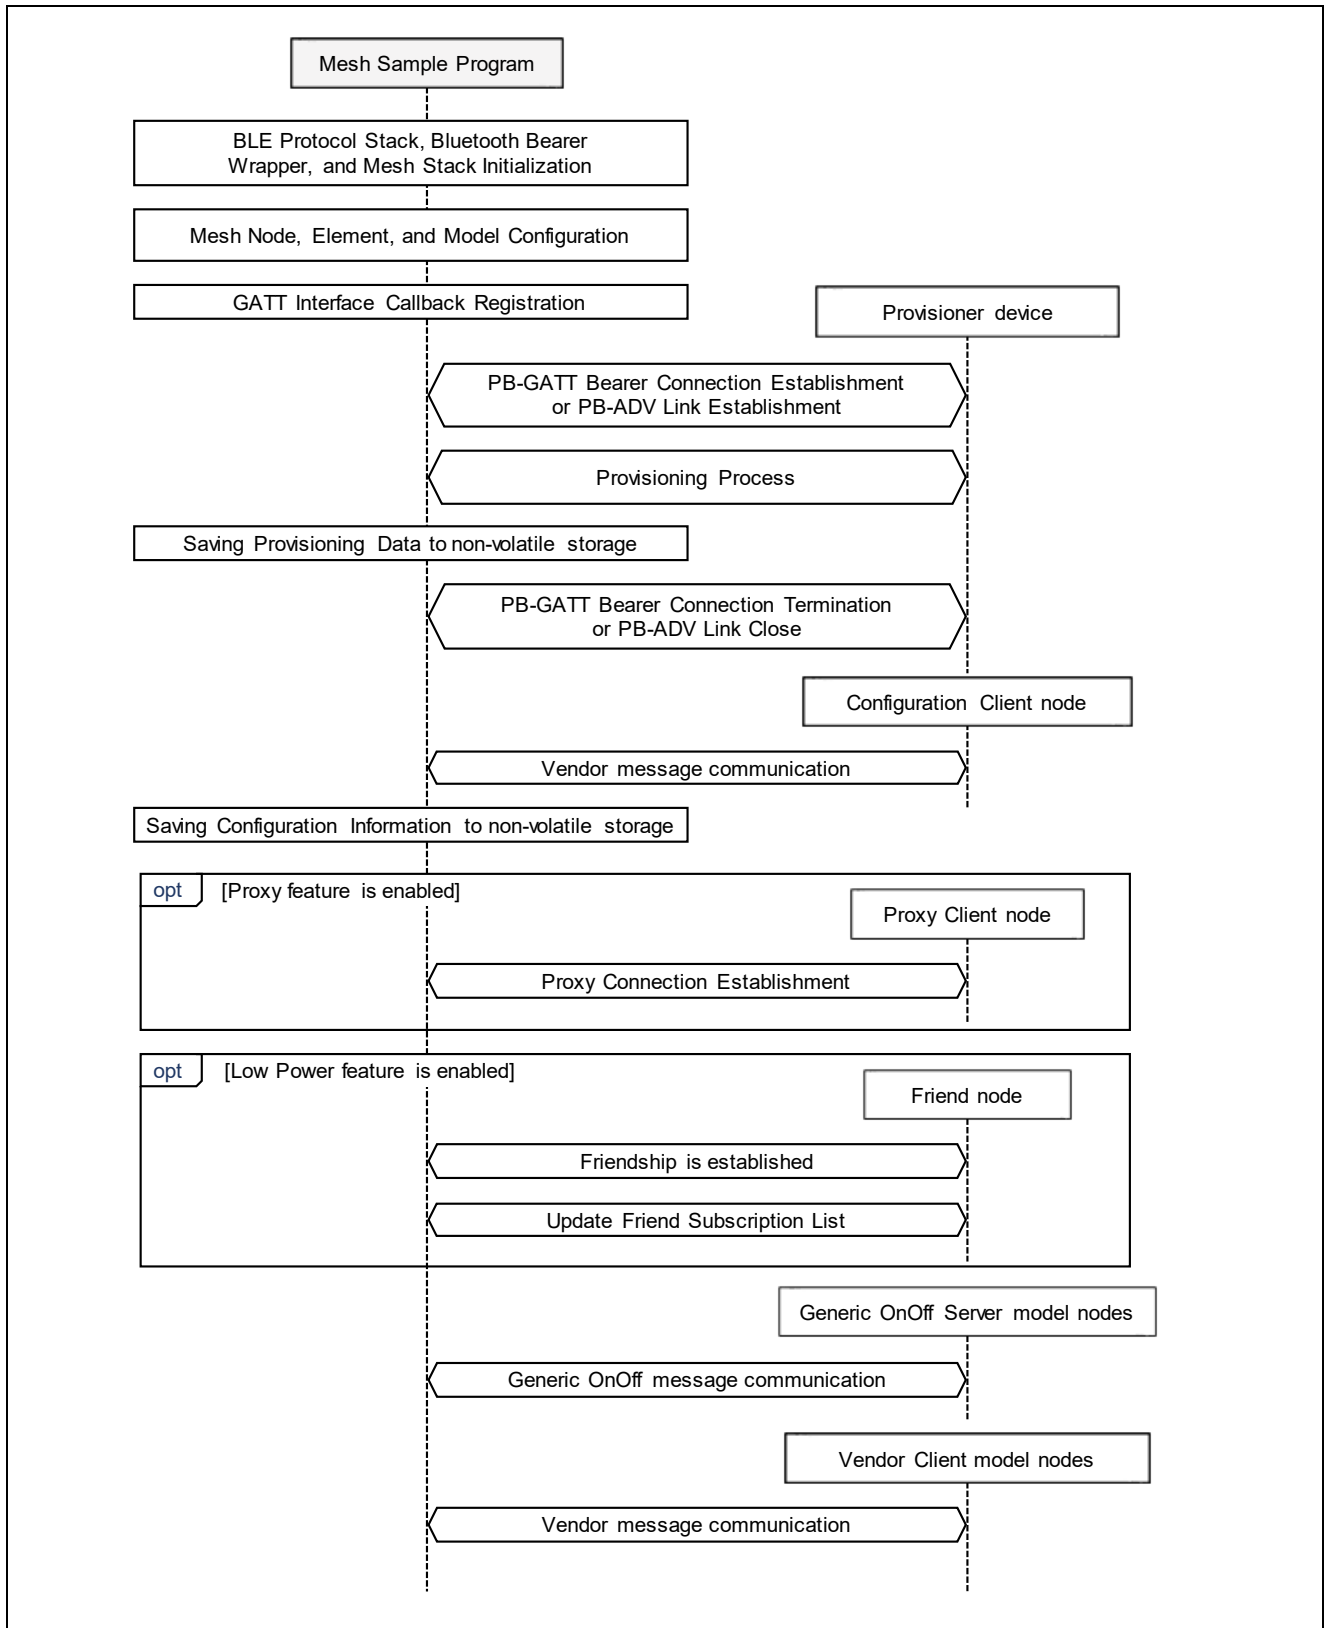 Mesh Sample Program
BLE Protocol Stack, Bluetooth Bearer
Wrapper, and Mesh Stack Initialization
Mesh Node, Element, and Model Configuration
GATT Interface Callback Registration
Provisioner device
PB-GATT Bearer Connection Establishment
or PB-ADV Link Establishment
Provisioning Process
Saving Provisioning Data to non-volatile storage
PB-GATT Bearer Connection Termination
or PB-ADV Link Close
Configuration Client node
Vendor message communication
Saving Configuration Information to non-volatile storage
opt [Proxy feature is enabled]
Proxy Client node
Proxy Connection Establishment
opt [Low Power feature is enabled]
Friend node
Friendship is established
Update Friend Subscription List
Generic OnOff Server model nodes
Generic OnOff message communication
Vendor Client model nodes
Vendor message communication